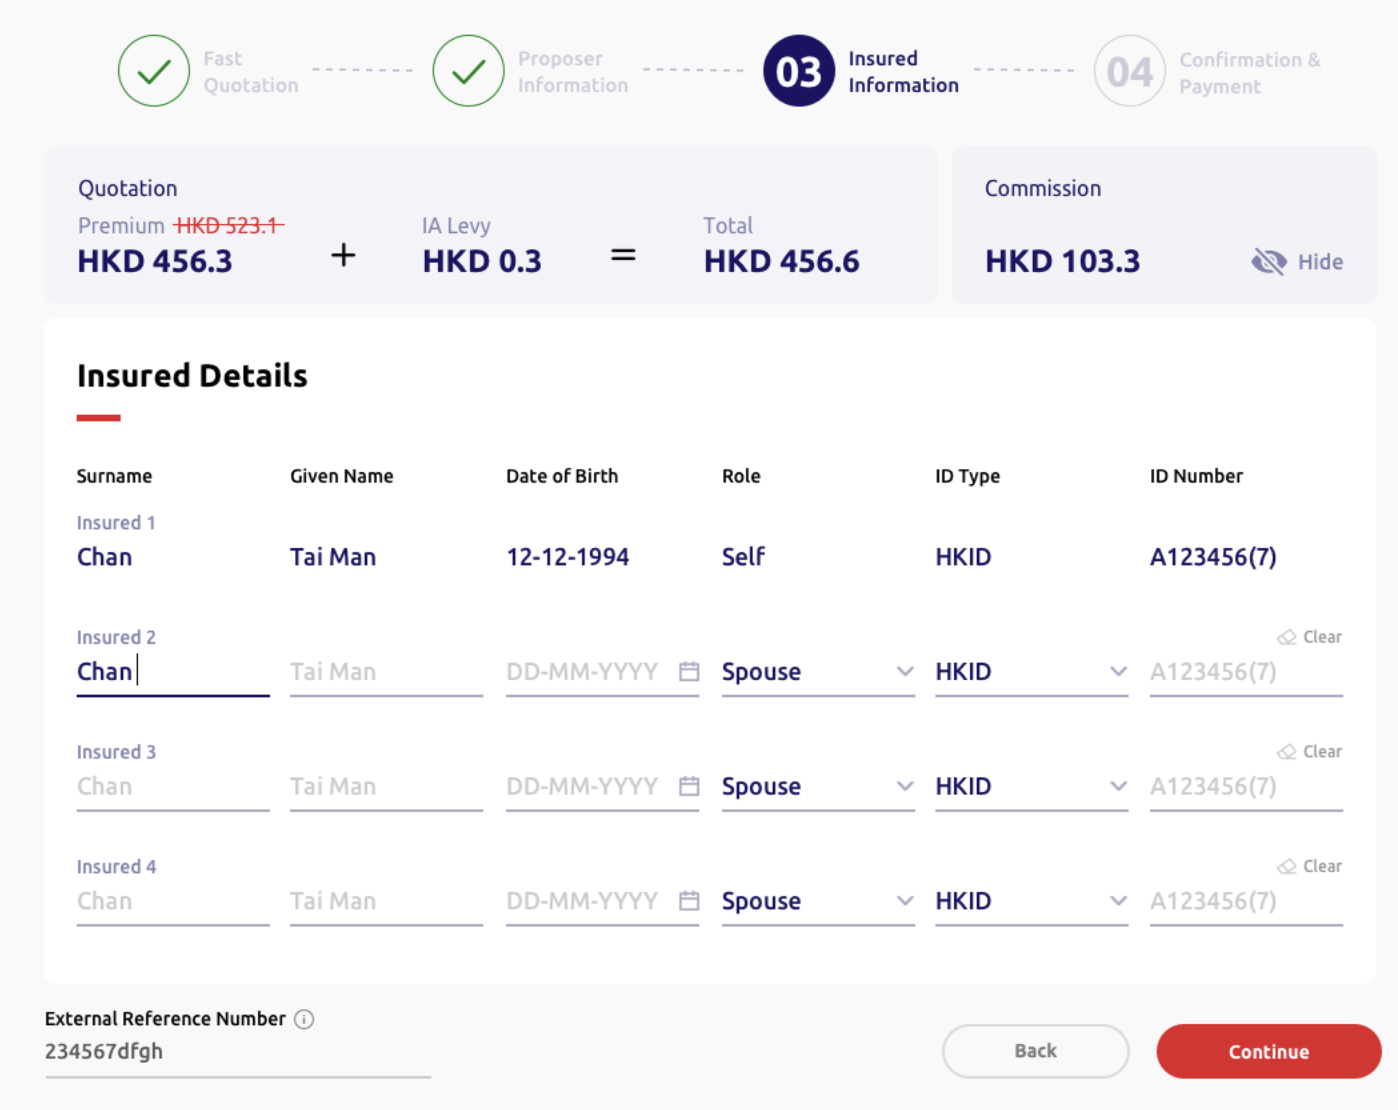 Fast
Quotation
Proposer
Information
03
Insured
Information
04
Confirmation &
Payment
Quotation
Premium HKD 523.1
IA Levy
Total
HKD 456.3 + HKD 0.3 = HKD 456.6
Commission
HKD 103.3 Hide
Insured Details
Surname Given Name Date of Birth Role ID Type ID Number
Insured 1
Chan Tai Man 12-12-1994 Self HKID A123456(7)
Insured 2 Clear
Chan Tai Man DD-MM-YYYY Spouse HKID A123456(7)
Insured 3 Clear
Chan Tai Man DD-MM-YYYY Spouse HKID A123456(7)
Insured 4 Clear
Chan Tai Man DD-MM-YYYY Spouse HKID A123456(7)
External Reference Number
234567dfgh
Back Continue